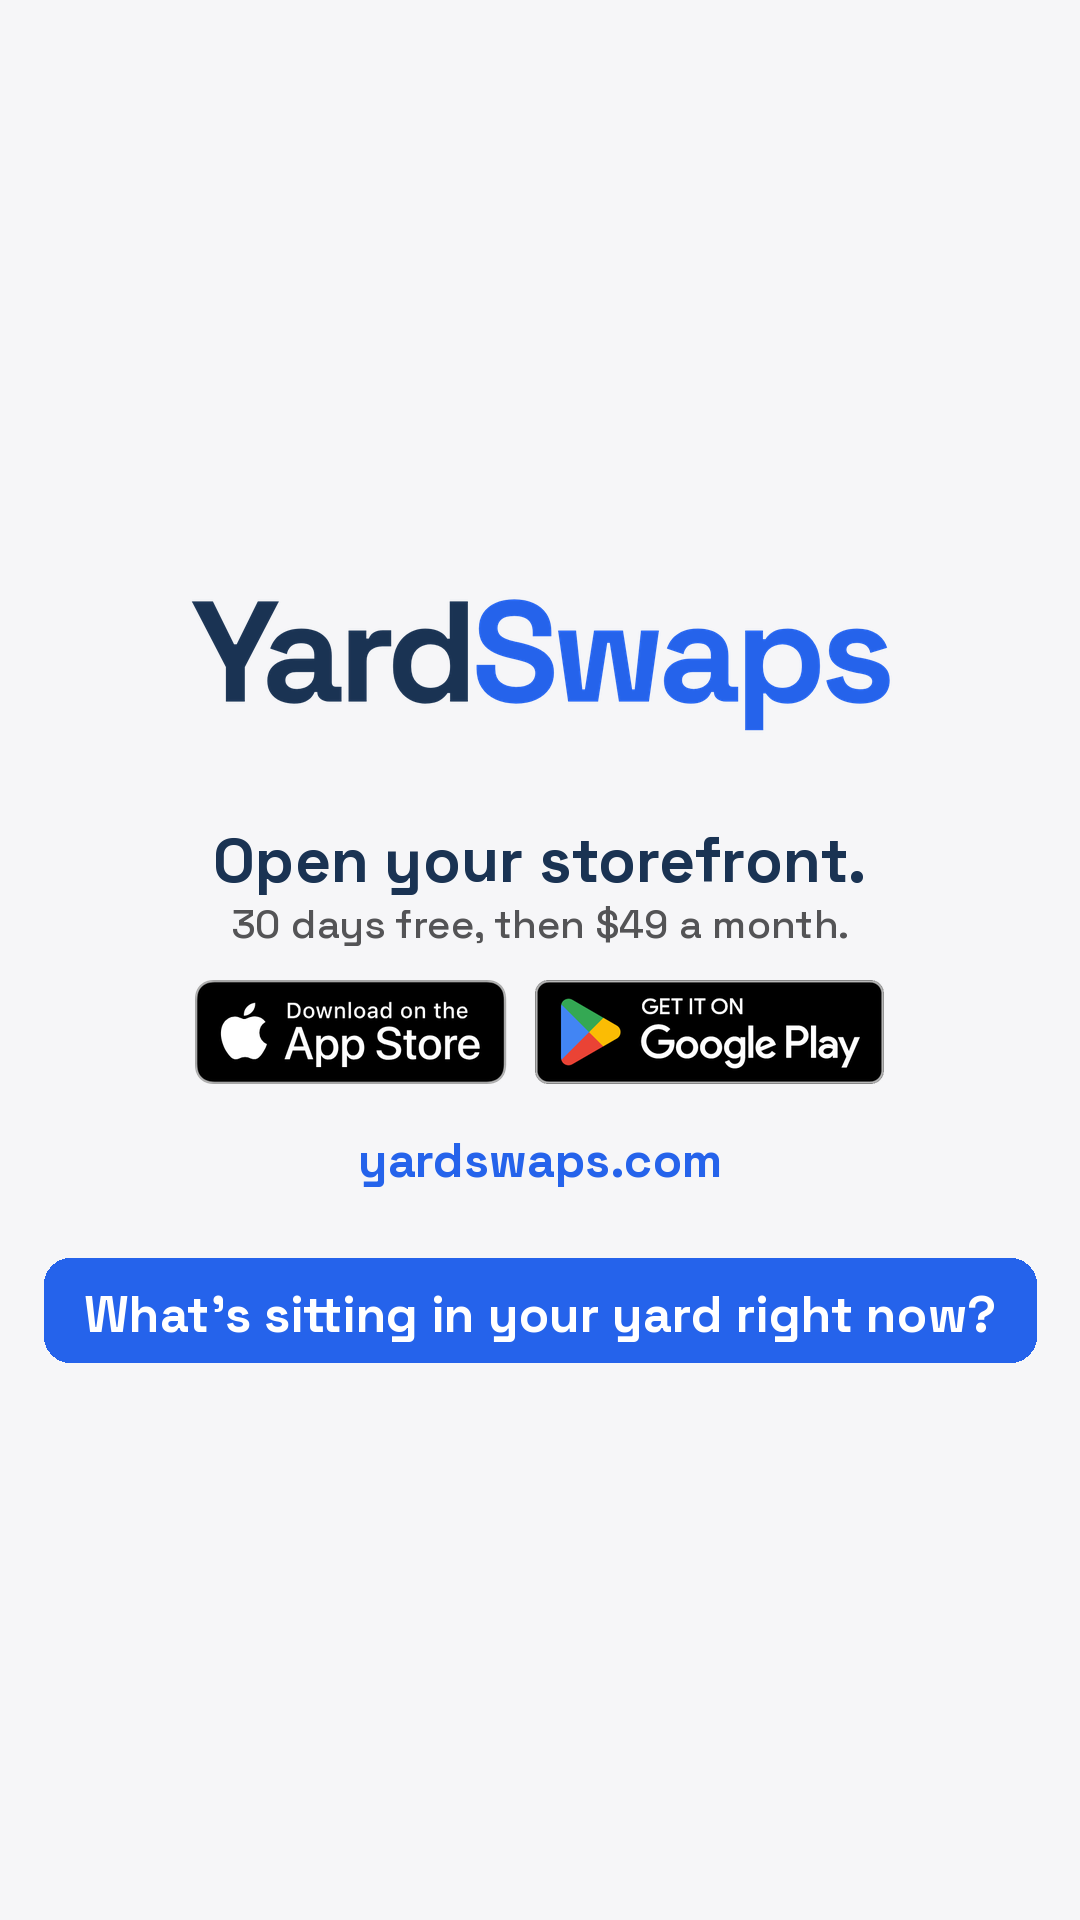 YardSwaps
Open your storefront.
30 days free, then $49 a month.
Download on the
App Store
GET IT ON
Google Play
yardswaps.com
What’s sitting in your yard right now?